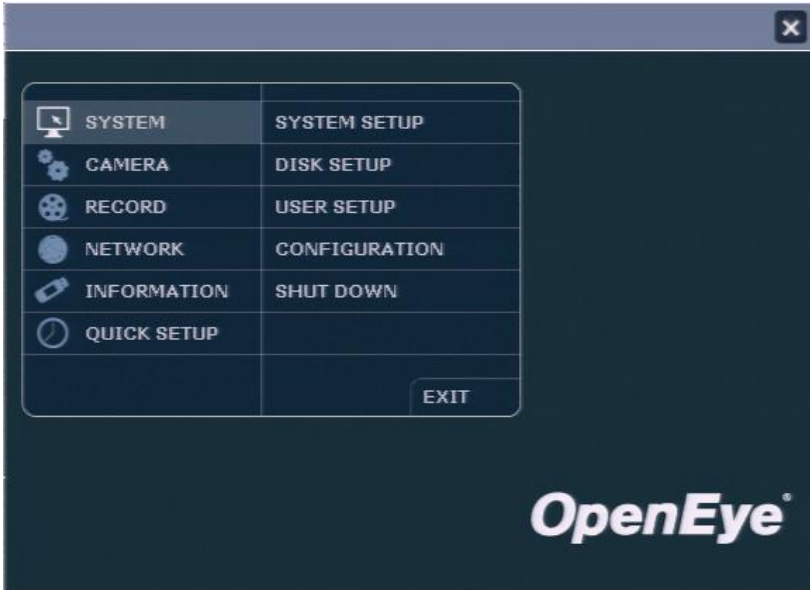 SYSTEM
SYSTEM SETUP
CAMERA
DISK SETUP
RECORD
USER SETUP
NETWORK
CONFIGURATION
INFORMATION
SHUT DOWN
QUICK SETUP
EXIT
OpenEye®